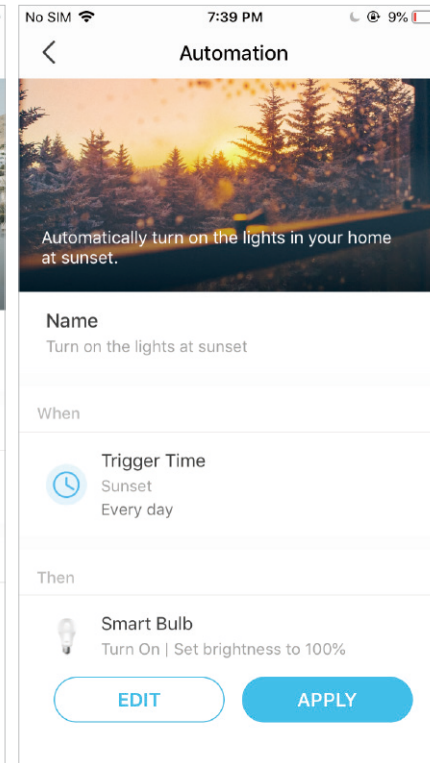 No SIM 7:39 PM 9%
Automation
Automatically turn on the lights in your home
at sunset.
Name
Turn on the lights at sunset
When
Trigger Time
Sunset
Every day
Then
Smart Bulb
Turn On | Set brightness to 100%
EDIT APPLY